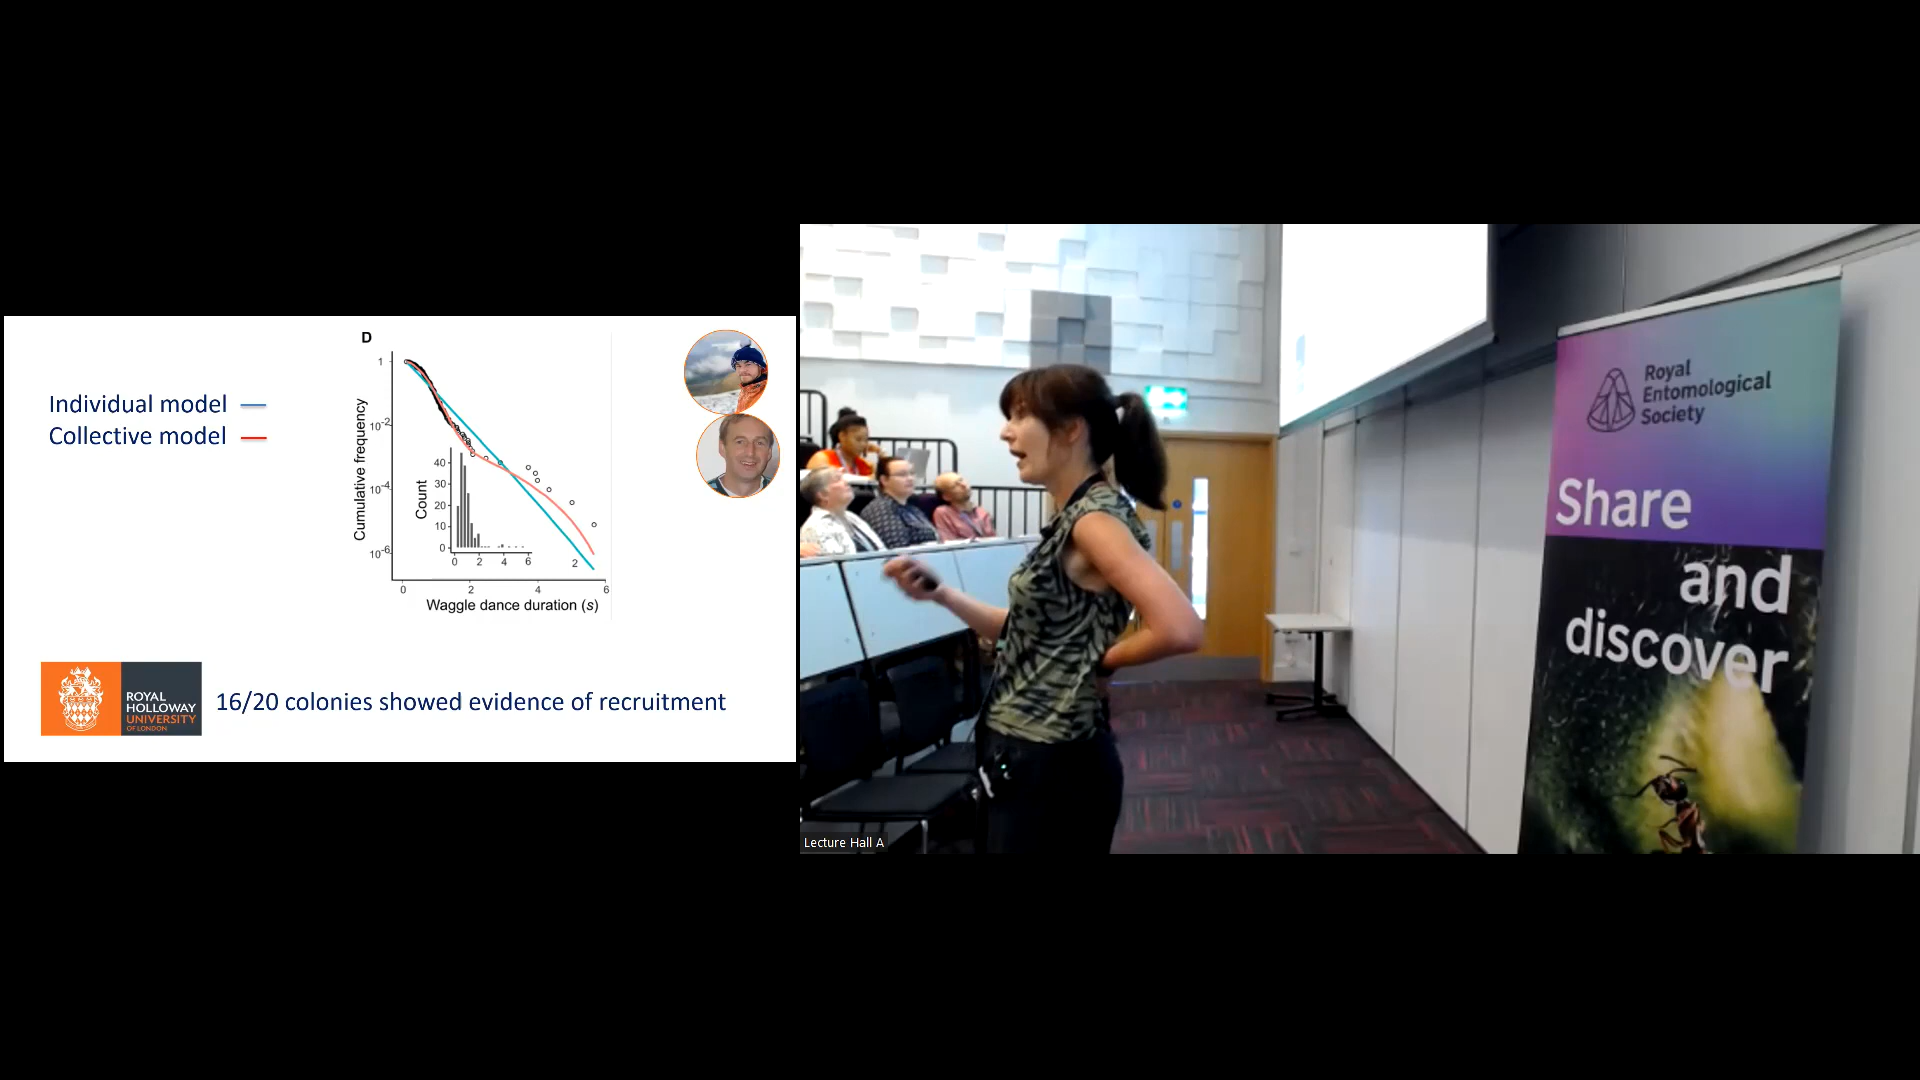 D
Individual model
Collective model
Cumulative frequency
1
10-2
10-4
10-6
Count
40
30
20
10
0
0 2 4 6
2
0 2 4 6
Waggle dance duration (s)
ROYAL
HOLLOWAY
UNIVERSITY
OF LONDON
16/20 colonies showed evidence of recruitment
Royal
Entomological
Society
Share
and
discover
Lecture Hall A